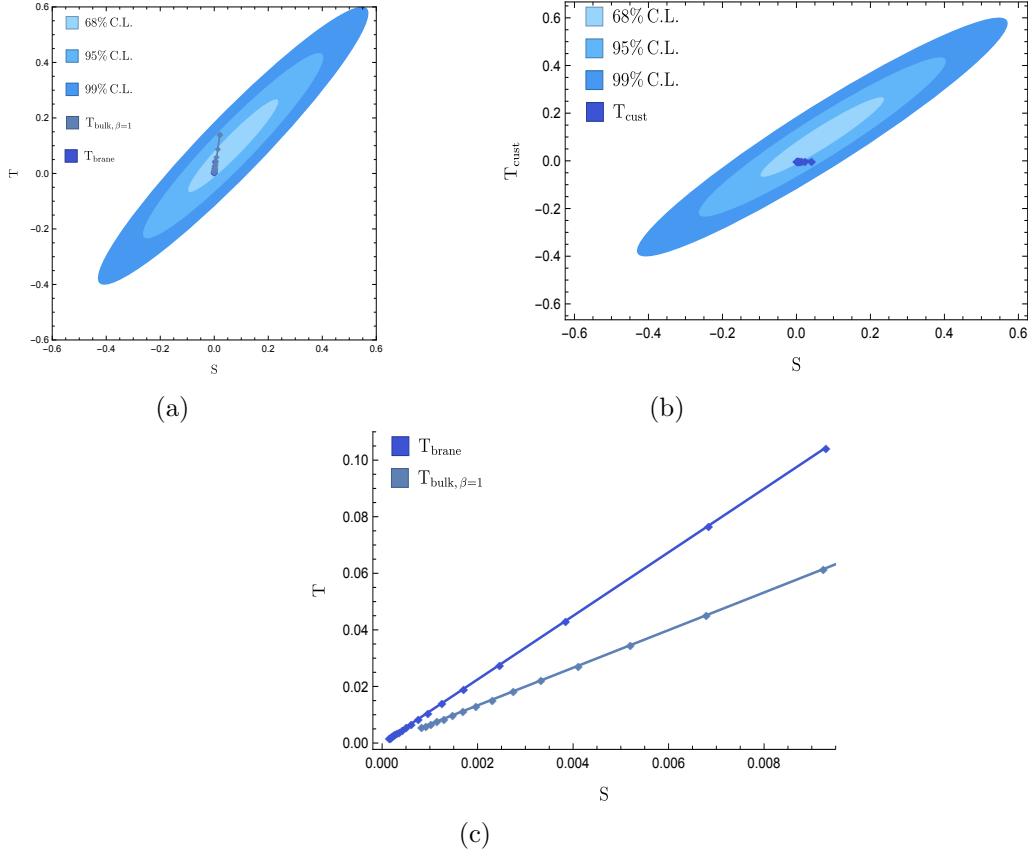 0.6
0.4
0.2
0.0
−0.2
−0.4
−0.6
T
68% C.L.
95% C.L.
99% C.L.
T_bulk, β=1
T_brane
−0.6 −0.4 −0.2 0.0 0.2 0.4 0.6
S
(a)
0.6
0.4
0.2
0.0
−0.2
−0.4
−0.6
T_cust
68% C.L.
95% C.L.
99% C.L.
T_cust
−0.6 −0.4 −0.2 0.0 0.2 0.4 0.6
S
(b)
T_brane
T_bulk, β=1
0.10
0.08
0.06
0.04
0.02
0.00
T
0.000 0.002 0.004 0.006 0.008
S
(c)